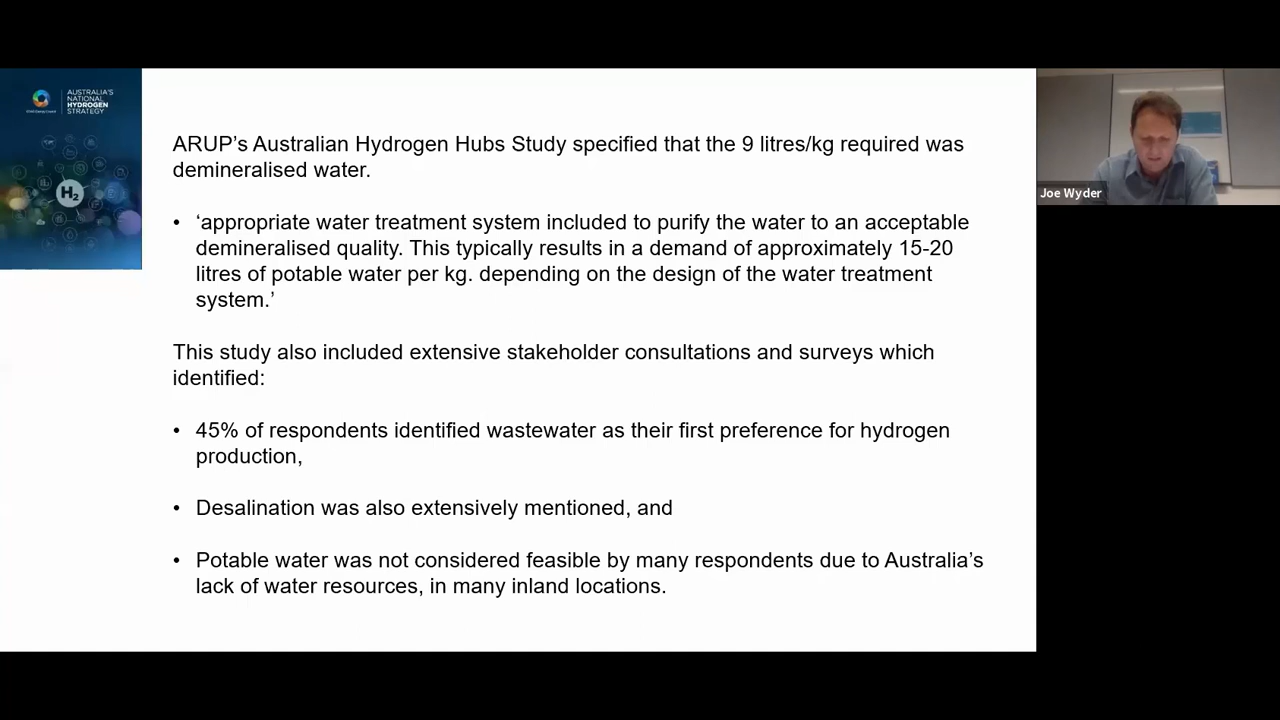 AUSTRALIA'S
NATIONAL
HYDROGEN
STRATEGY
H2
ARUP’s Australian Hydrogen Hubs Study specified that the 9 litres/kg required was
demineralised water.
• ‘appropriate water treatment system included to purify the water to an acceptable
demineralised quality. This typically results in a demand of approximately 15-20
litres of potable water per kg. depending on the design of the water treatment
system.’
This study also included extensive stakeholder consultations and surveys which
identified:
• 45% of respondents identified wastewater as their first preference for hydrogen
production,
• Desalination was also extensively mentioned, and
• Potable water was not considered feasible by many respondents due to Australia’s
lack of water resources, in many inland locations.
Joe Wyder